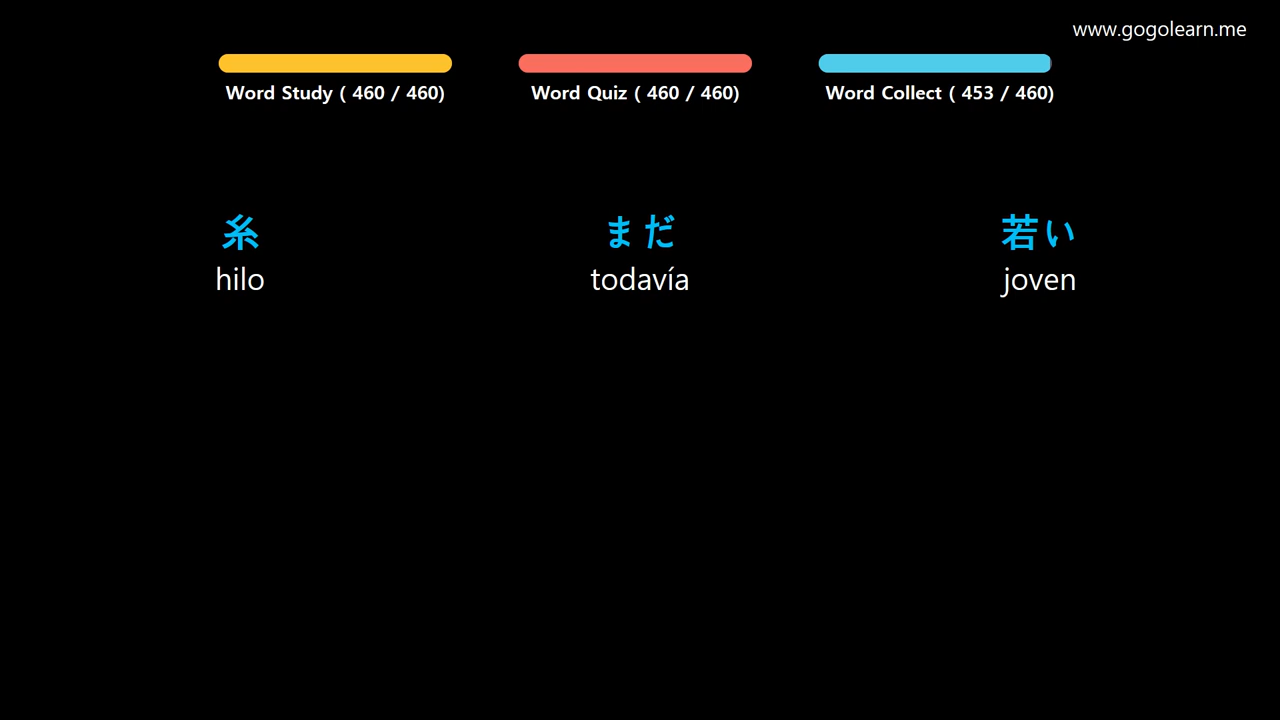 www.gogolearn.me
Word Study ( 460 / 460)
Word Quiz ( 460 / 460)
Word Collect ( 453 / 460)
糸
hilo
まだ
todavía
若い
joven